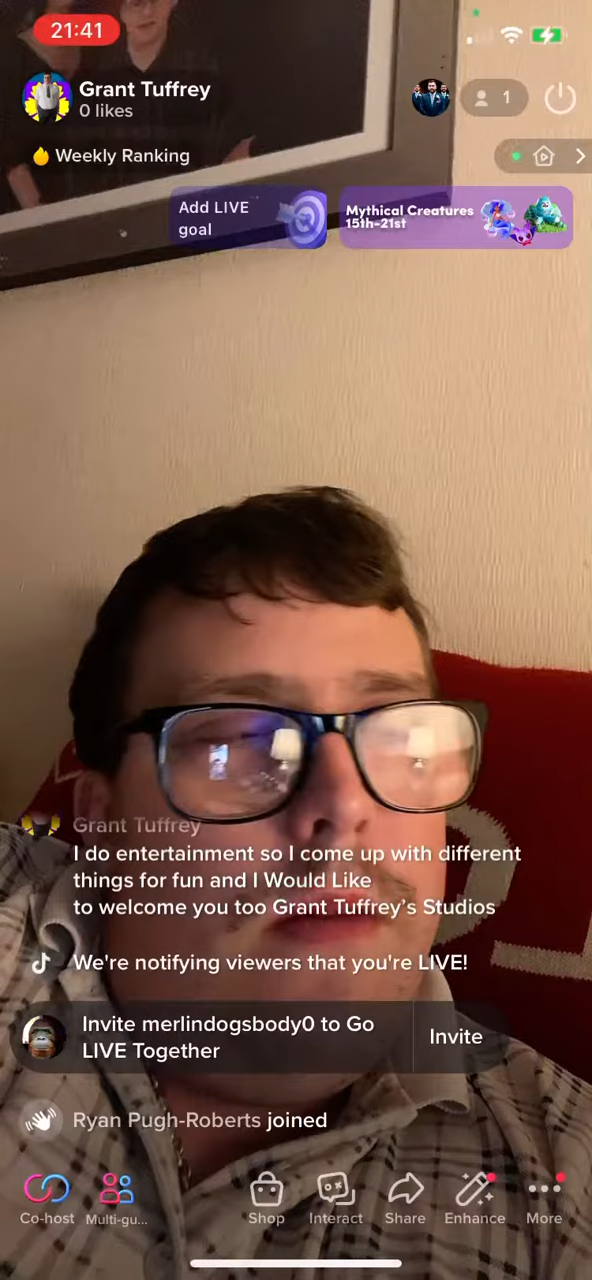 21:41
Grant Tuffrey
0 likes
1
Weekly Ranking
Add LIVE
goal
Mythical Creatures
15th-21st
Grant Tuffrey
I do entertainment so I come up with different
things for fun and I Would Like
to welcome you too Grant Tuffrey’s Studios
We're notifying viewers that you're LIVE!
Invite merlindogsbody0 to Go
LIVE Together
Invite
Ryan Pugh-Roberts joined
Co-host
Multi-gu...
Shop
Interact
Share
Enhance
More